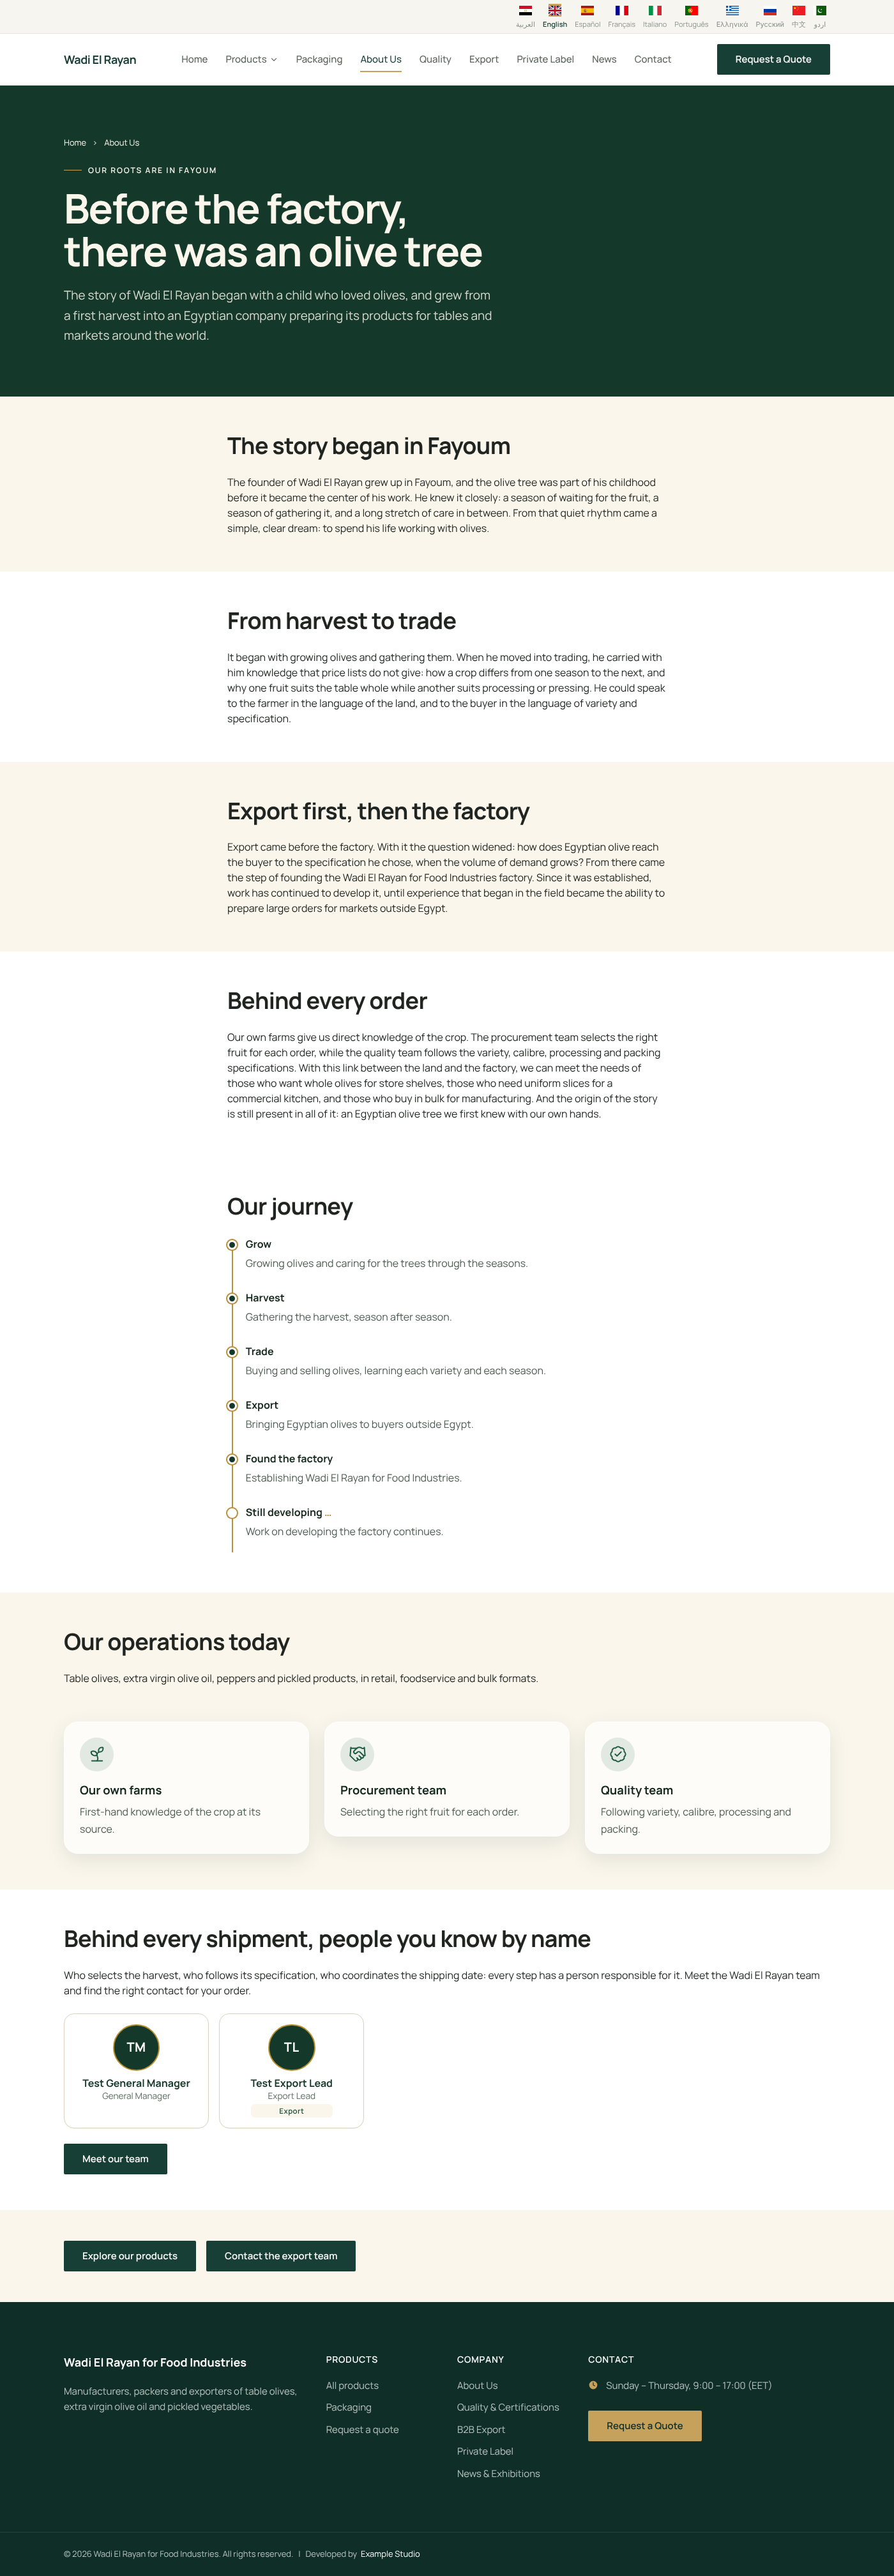 العربية English Español Français Italiano Português Ελληνικά Русский 中文 اردو
Wadi El Rayan Home Products Packaging About Us Quality Export Private Label News Contact Request a Quote
Home › About Us
OUR ROOTS ARE IN FAYOUM
Before the factory,
there was an olive tree
The story of Wadi El Rayan began with a child who loved olives, and grew from
a first harvest into an Egyptian company preparing its products for tables and
markets around the world.
The story began in Fayoum
The founder of Wadi El Rayan grew up in Fayoum, and the olive tree was part of his childhood
before it became the center of his work. He knew it closely: a season of waiting for the fruit, a
season of gathering it, and a long stretch of care in between. From that quiet rhythm came a
simple, clear dream: to spend his life working with olives.
From harvest to trade
It began with growing olives and gathering them. When he moved into trading, he carried with
him knowledge that price lists do not give: how a crop differs from one season to the next, and
why one fruit suits the table whole while another suits processing or pressing. He could speak
to the farmer in the language of the land, and to the buyer in the language of variety and
specification.
Export first, then the factory
Export came before the factory. With it the question widened: how does Egyptian olive reach
the buyer to the specification he chose, when the volume of demand grows? From there came
the step of founding the Wadi El Rayan for Food Industries factory. Since it was established,
work has continued to develop it, until experience that began in the field became the ability to
prepare large orders for markets outside Egypt.
Behind every order
Our own farms give us direct knowledge of the crop. The procurement team selects the right
fruit for each order, while the quality team follows the variety, calibre, processing and packing
specifications. With this link between the land and the factory, we can meet the needs of
those who want whole olives for store shelves, those who need uniform slices for a
commercial kitchen, and those who buy in bulk for manufacturing. And the origin of the story
is still present in all of it: an Egyptian olive tree we first knew with our own hands.
Our journey
Grow
Growing olives and caring for the trees through the seasons.
Harvest
Gathering the harvest, season after season.
Trade
Buying and selling olives, learning each variety and each season.
Export
Bringing Egyptian olives to buyers outside Egypt.
Found the factory
Establishing Wadi El Rayan for Food Industries.
Still developing ...
Work on developing the factory continues.
Our operations today
Table olives, extra virgin olive oil, peppers and pickled products, in retail, foodservice and bulk formats.
Our own farms
First-hand knowledge of the crop at its
source.
Procurement team
Selecting the right fruit for each order.
Quality team
Following variety, calibre, processing and
packing.
Behind every shipment, people you know by name
Who selects the harvest, who follows its specification, who coordinates the shipping date: every step has a person responsible for it. Meet the Wadi El Rayan team
and find the right contact for your order.
TM
Test General Manager
General Manager
TL
Test Export Lead
Export Lead
Export
Meet our team
Explore our products Contact the export team
Wadi El Rayan for Food Industries
Manufacturers, packers and exporters of table olives,
extra virgin olive oil and pickled vegetables.
PRODUCTS
All products
Packaging
Request a quote
COMPANY
About Us
Quality & Certifications
B2B Export
Private Label
News & Exhibitions
CONTACT
Sunday – Thursday, 9:00 – 17:00 (EET)
Request a Quote
© 2026 Wadi El Rayan for Food Industries. All rights reserved. | Developed by Example Studio